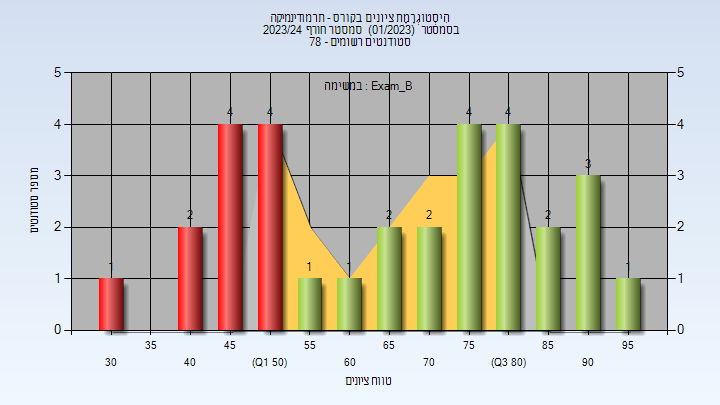 הִיסְטוֹגְרָמַת ציונים בקורס - תרמודינמיקה
בסמסטר (01/2023) סמסטר חורף 2023/24
סטודנטים רשומים - 78
במשימה : Exam_B
מספר סטודנטים
5 5
4 4
3 3
2 2
1 1
0 0
1 2 4 4 1 1 2 2 4 4 2 3 1
35 45 55 65 75 85 95
30 40 (Q1 50) 60 70 (Q3 80) 90
טווח ציונים